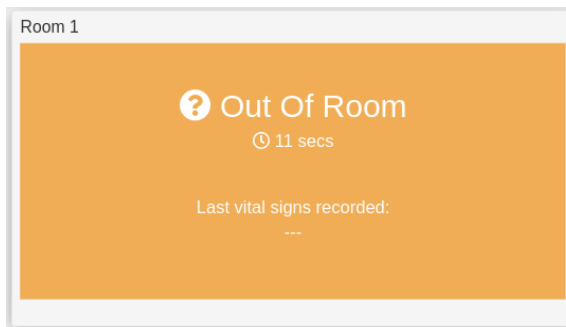 Room 1
Out Of Room
11 secs
Last vital signs recorded:
---